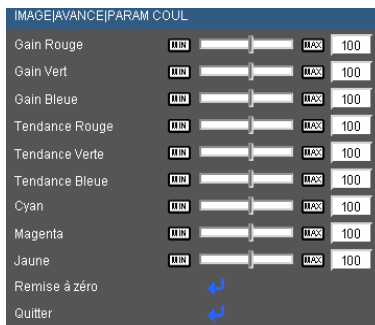 IMAGE|AVANCE|PARAM COUL
Gain Rouge MIN MAX 100
Gain Vert MIN MAX 100
Gain Bleue MIN MAX 100
Tendance Rouge MIN MAX 100
Tendance Verte MIN MAX 100
Tendance Bleue MIN MAX 100
Cyan MIN MAX 100
Magenta MIN MAX 100
Jaune MIN MAX 100
Remise à zéro
Quitter